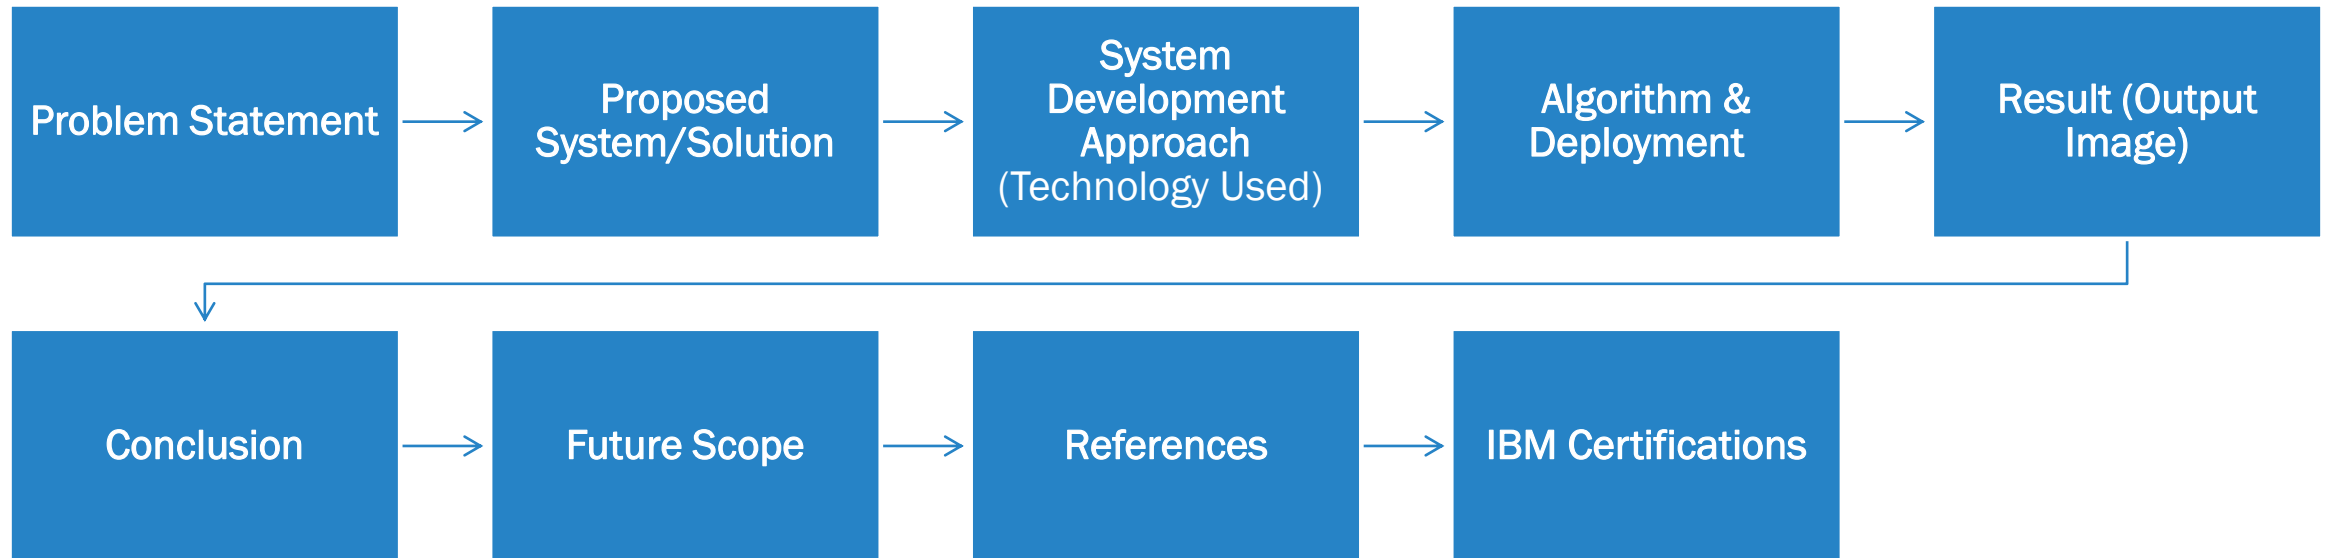 Problem Statement
Proposed
System/Solution
System
Development
Approach
(Technology Used)
Algorithm &
Deployment
Result (Output
Image)
Conclusion
Future Scope
References
IBM Certifications